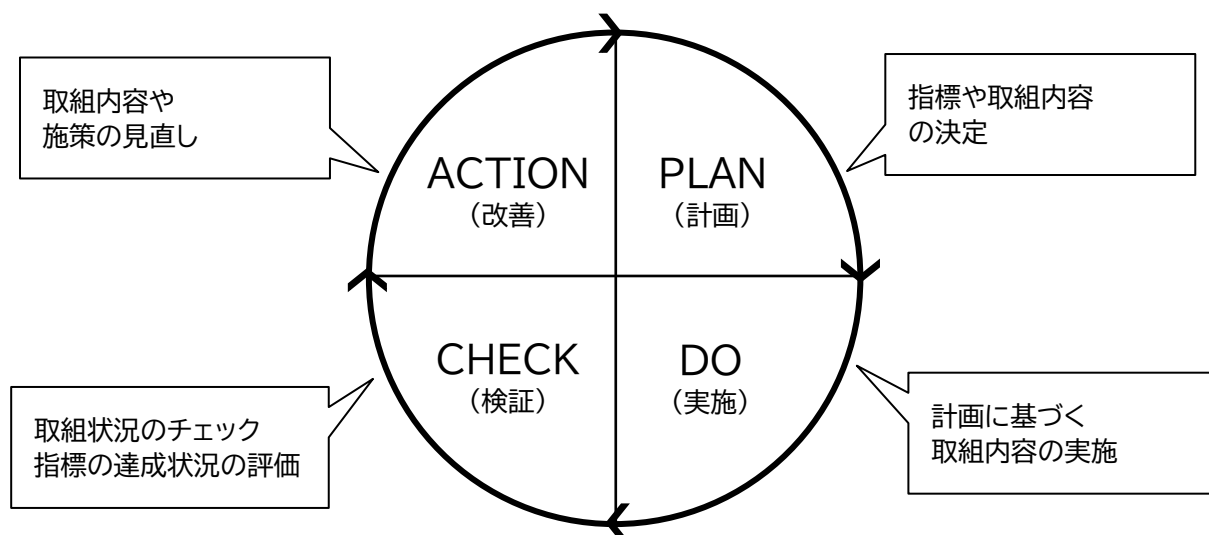 取組内容や
施策の見直し
指標や取組内容
の決定
ACTION
（改善）
PLAN
（計画）
CHECK
（検証）
DO
（実施）
取組状況のチェック
指標の達成状況の評価
計画に基づく
取組内容の実施